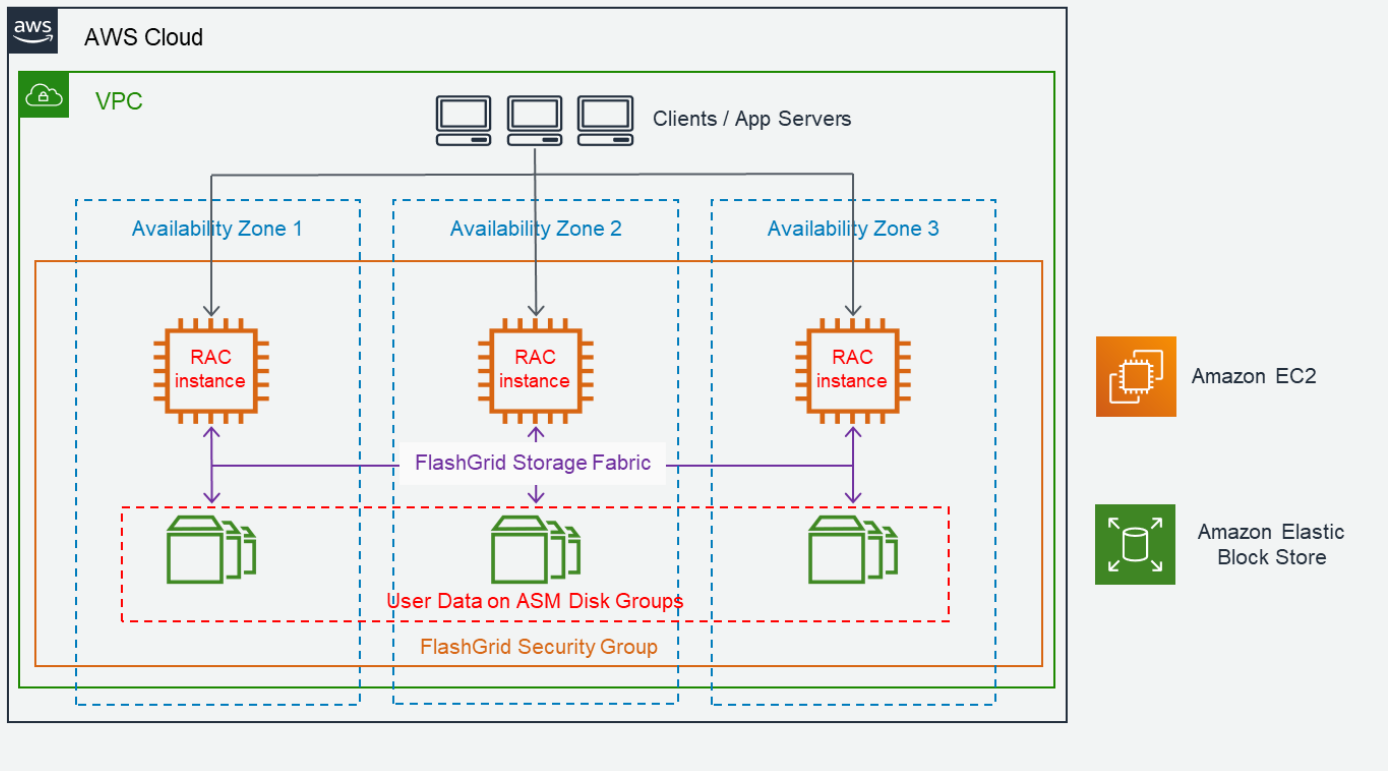 aws
AWS Cloud
VPC
Clients / App Servers
Availability Zone 1
Availability Zone 2
Availability Zone 3
RAC
instance
RAC
instance
RAC
instance
Amazon EC2
FlashGrid Storage Fabric
Amazon Elastic
Block Store
User Data on ASM Disk Groups
FlashGrid Security Group